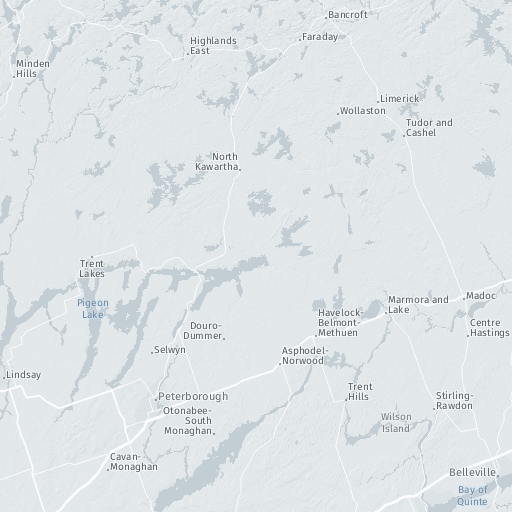 Bancroft
Faraday
Highlands
East
Minden
Hills
Limerick
Wollaston
Tudor and
Cashel
North
Kawartha
Trent
Lakes
Pigeon
Lake
Madoc
Marmora and
Lake
Havelock-
Belmont-
Methuen
Centre
Hastings
Douro-
Dummer
Selwyn
Asphodel-
Norwood
Lindsay
Peterborough
Trent
Hills
Stirling-
Rawdon
Otonabee-
South
Monaghan
Wilson
Island
Cavan-
Monaghan
Belleville
Bay of
Quinte